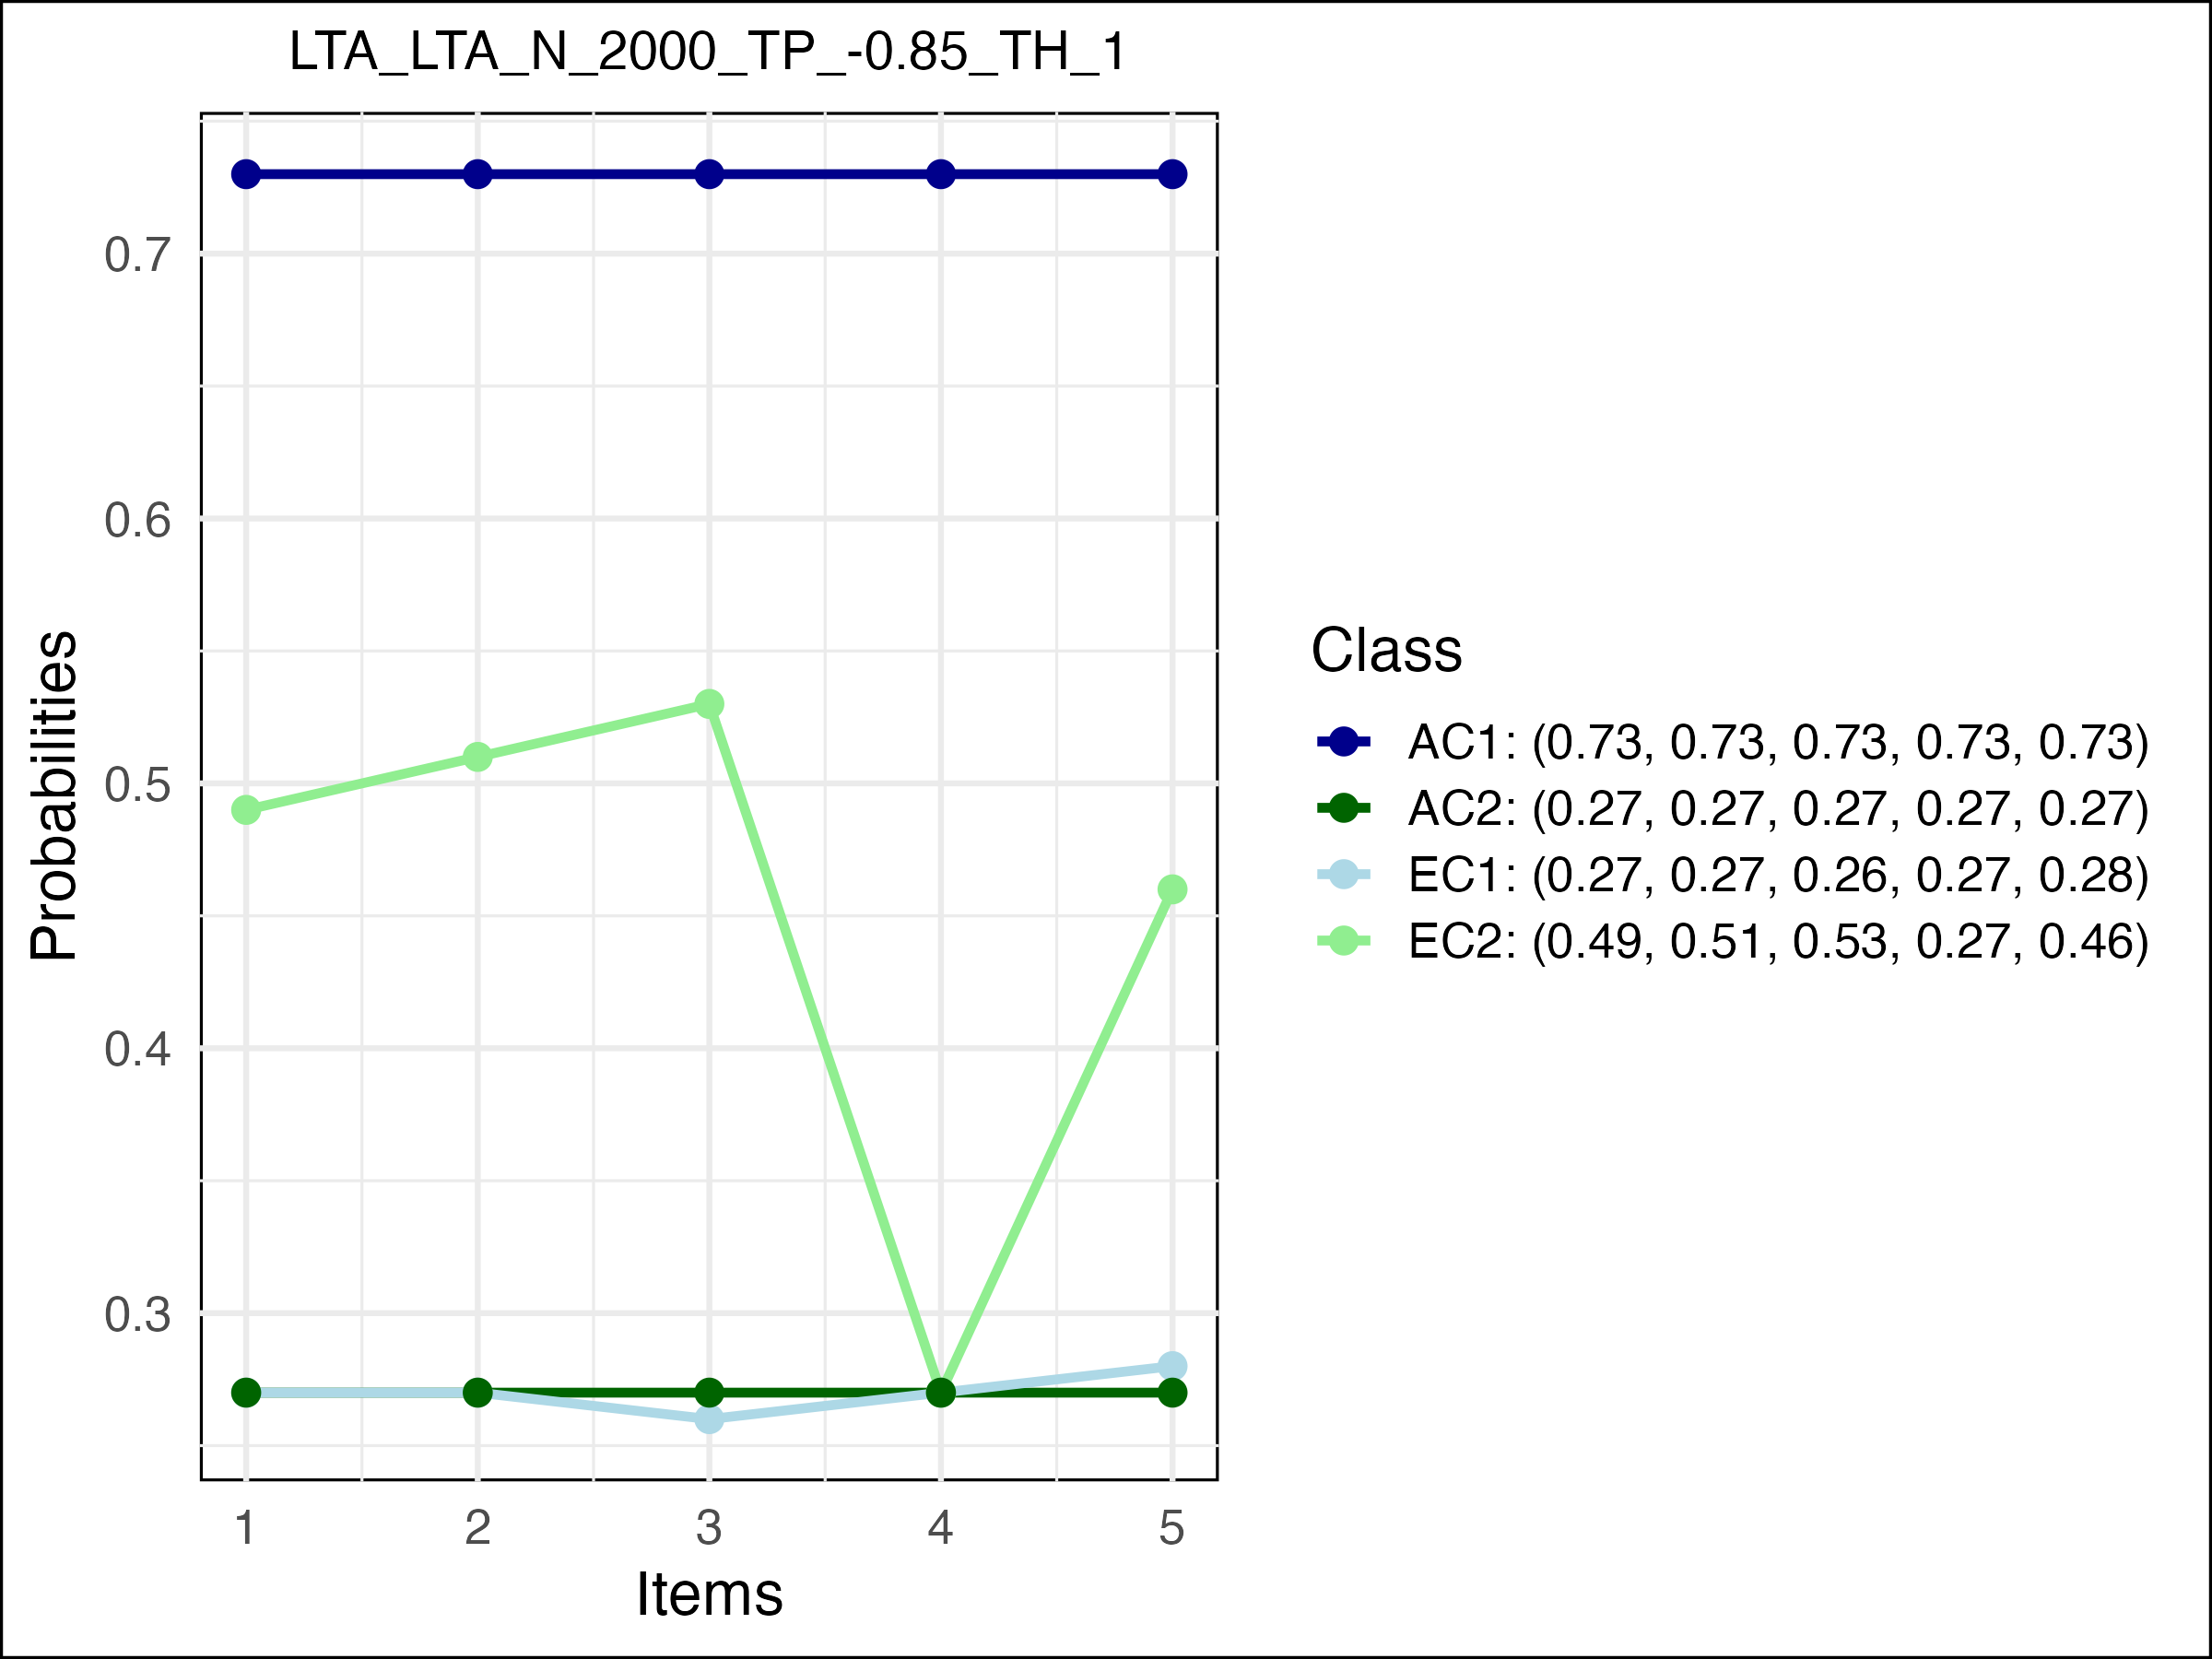 LTA_LTA_N_2000_TP_-0.85_TH_1
Probabilities
0.7
0.6
0.5
0.4
0.3
1 2 3 4 5
Items
Class
AC1: (0.73, 0.73, 0.73, 0.73, 0.73)
AC2: (0.27, 0.27, 0.27, 0.27, 0.27)
EC1: (0.27, 0.27, 0.26, 0.27, 0.28)
EC2: (0.49, 0.51, 0.53, 0.27, 0.46)